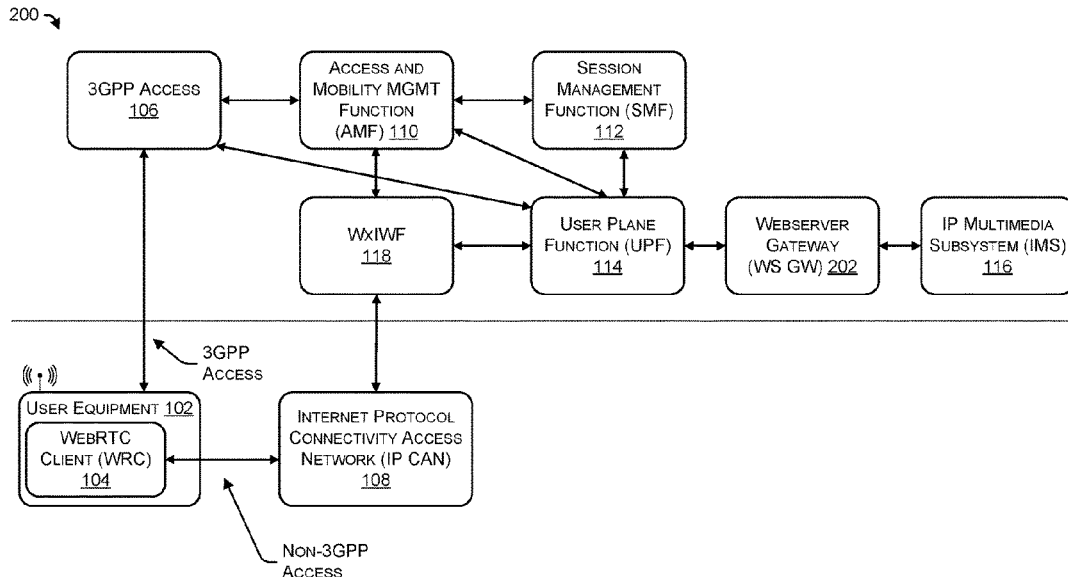 200
3GPP ACCESS
106
ACCESS AND
MOBILITY MGMT
FUNCTION
(AMF) 110
SESSION
MANAGEMENT
FUNCTION (SMF)
112
WXIWF
118
USER PLANE
FUNCTION (UPF)
114
WEBSERVER
GATEWAY
(WS GW) 202
IP MULTIMEDIA
SUBSYSTEM (IMS)
116
3GPP
ACCESS
USER EQUIPMENT 102
WEBRTC
CLIENT (WRC)
104
INTERNET PROTOCOL
CONNECTIVITY ACCESS
NETWORK (IP CAN)
108
NON-3GPP
ACCESS